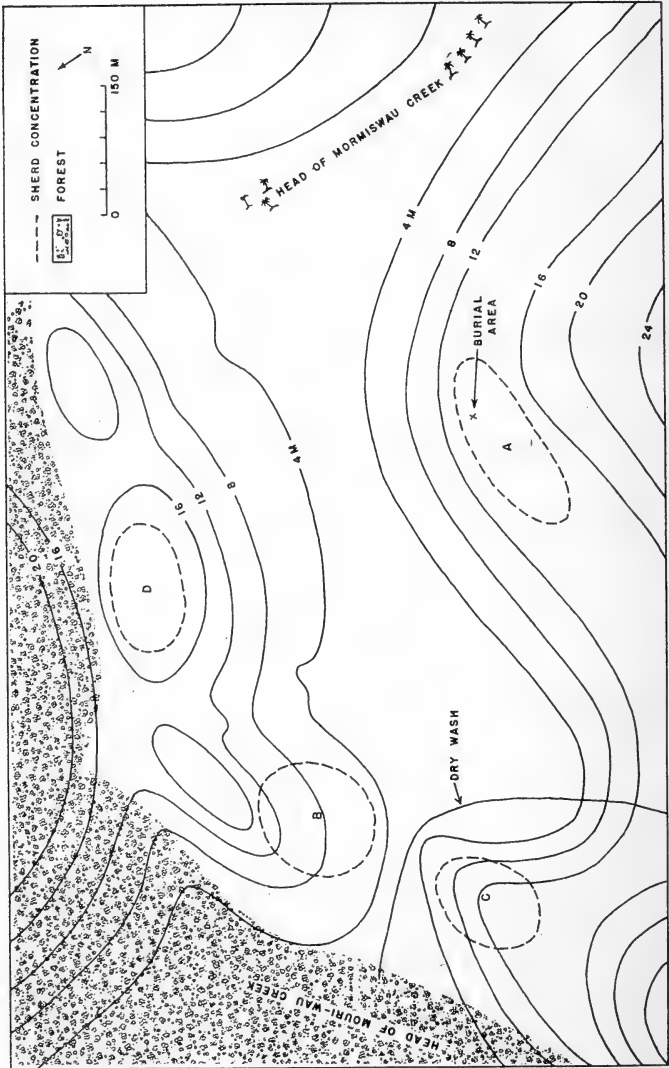 SHERD CONCENTRATION
FOREST
N
0
150 M
HEAD OF MORMISWAU CREEK
20
16
16
12
8
4 M
D
4 M
8
12
16
20
24
BURIAL
AREA
x
A
B
DRY WASH
C
HEAD OF MOURI-WAU CREEK